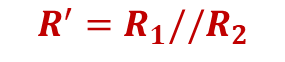 R′ = R₁//R₂